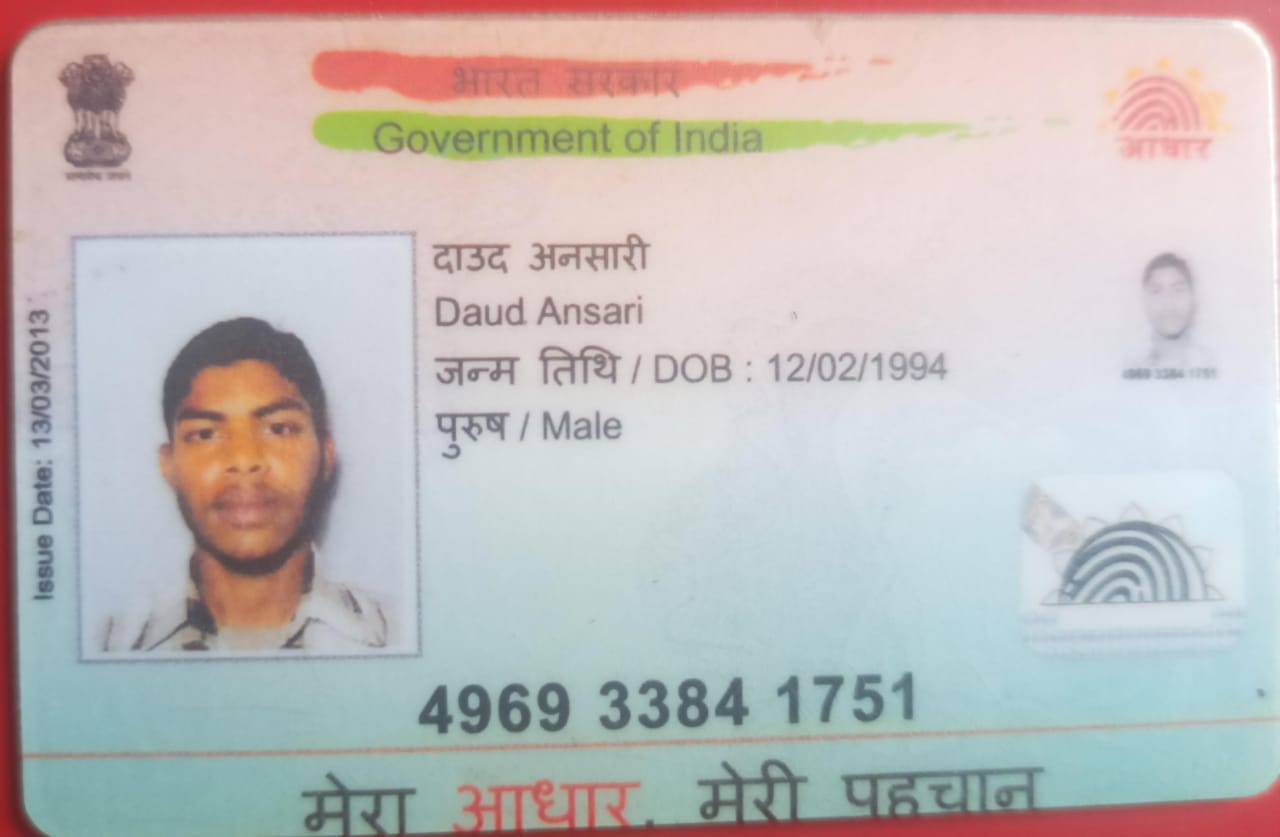 भारत सरकार
Government of India
आधार
सत्यमेव जयते
दाउद अनसारी
Daud Ansari
जन्म तिथि / DOB : 12/02/1994
पुरुष / Male
4969 3384 1751
Issue Date: 13/03/2013
4969 3384 1751
मेरा आधार, मेरी पहचान